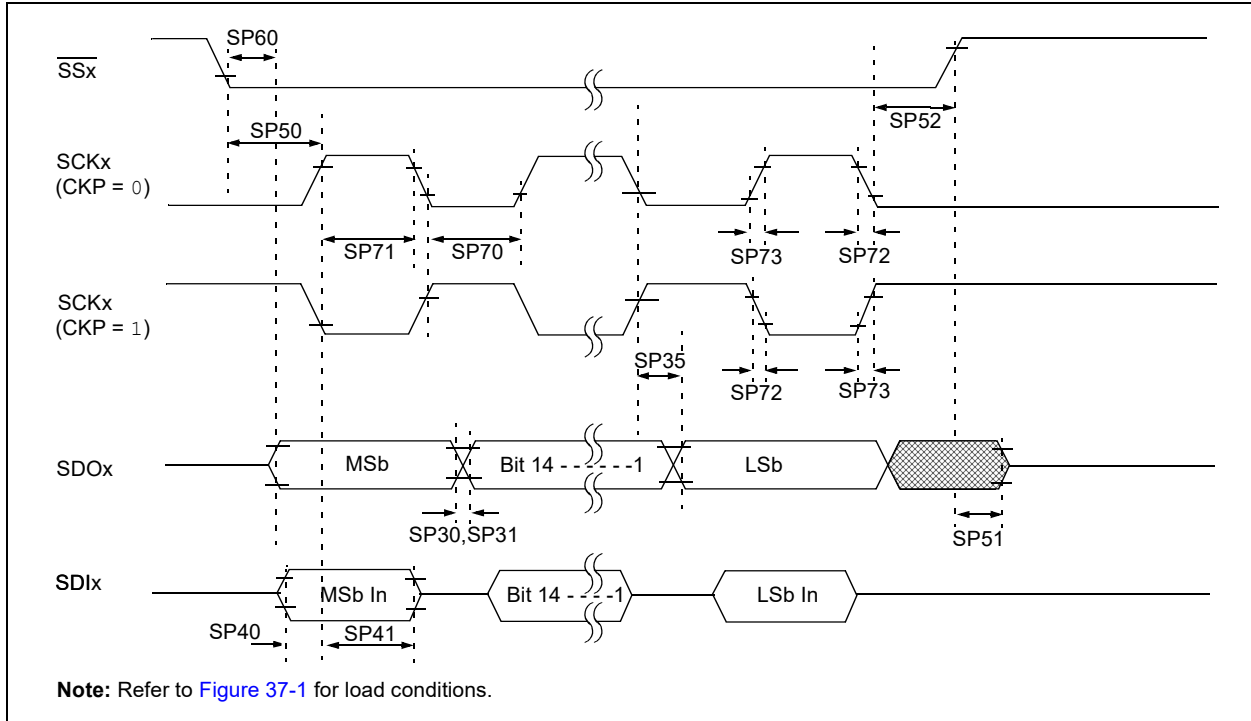 SP60
SSx
SP50
SP52
SCKx
(CKP = 0)
SP71
SP70
SP73
SP72
SCKx
(CKP = 1)
SP35
SP72
SP73
SDOx
MSb
Bit 14 - - - - - -1
LSb
SP30,SP31
SP51
SDIx
MSb In
Bit 14 - - - -1
LSb In
SP40
SP41
Note: Refer to Figure 37-1 for load conditions.